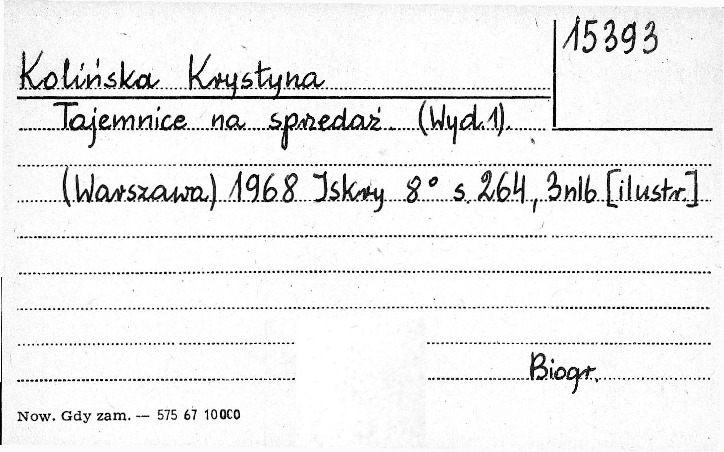 15393
Kolińska Krystyna
Tajemnice na sprzedaż. (Wyd.1).
(Warszawa) 1968 Iskry 8° s. 264, 3nlb [ilustr.]
Biogr.
Now. Gdy zam. — 575 67 10000